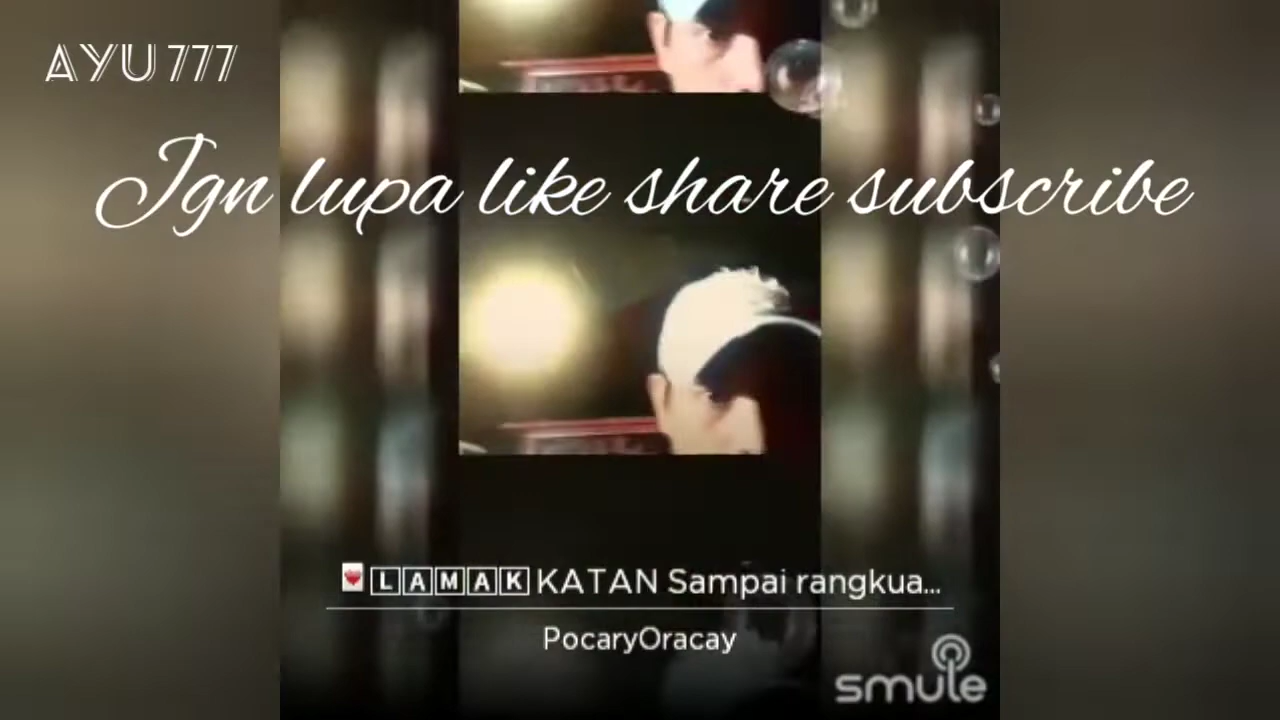 AYU 777
Jgn lupa like share subscribe
💌LAMAK KATAN Sampai rangkua...
PocaryOracay
smule